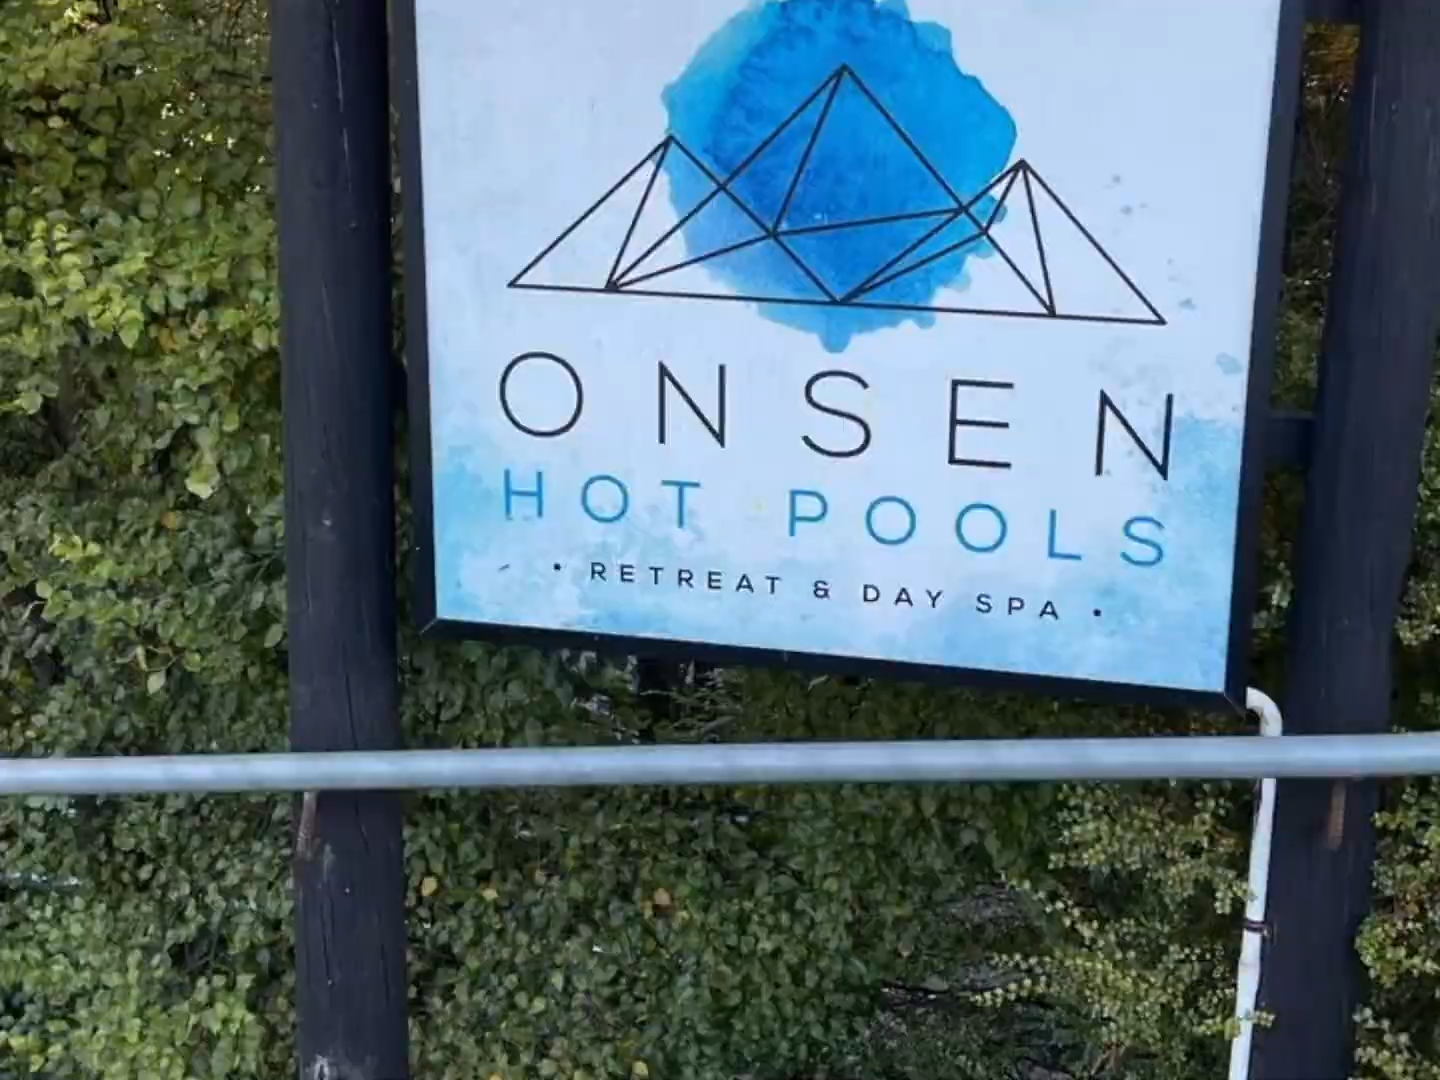 ONSEN
HOT POOLS
• RETREAT & DAY SPA •